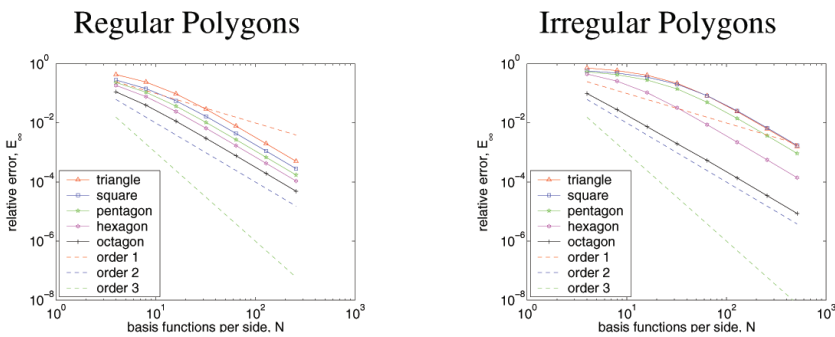 Regular Polygons
10^0
10^-2
10^-4
10^-6
10^-8
relative error, E_∞
triangle
square
pentagon
hexagon
octagon
order 1
order 2
order 3
10^0
10^1
10^2
10^3
basis functions per side, N
Irregular Polygons
10^0
10^-2
10^-4
10^-6
10^-8
relative error, E_∞
triangle
square
pentagon
hexagon
octagon
order 1
order 2
order 3
10^0
10^1
10^2
10^3
basis functions per side, N